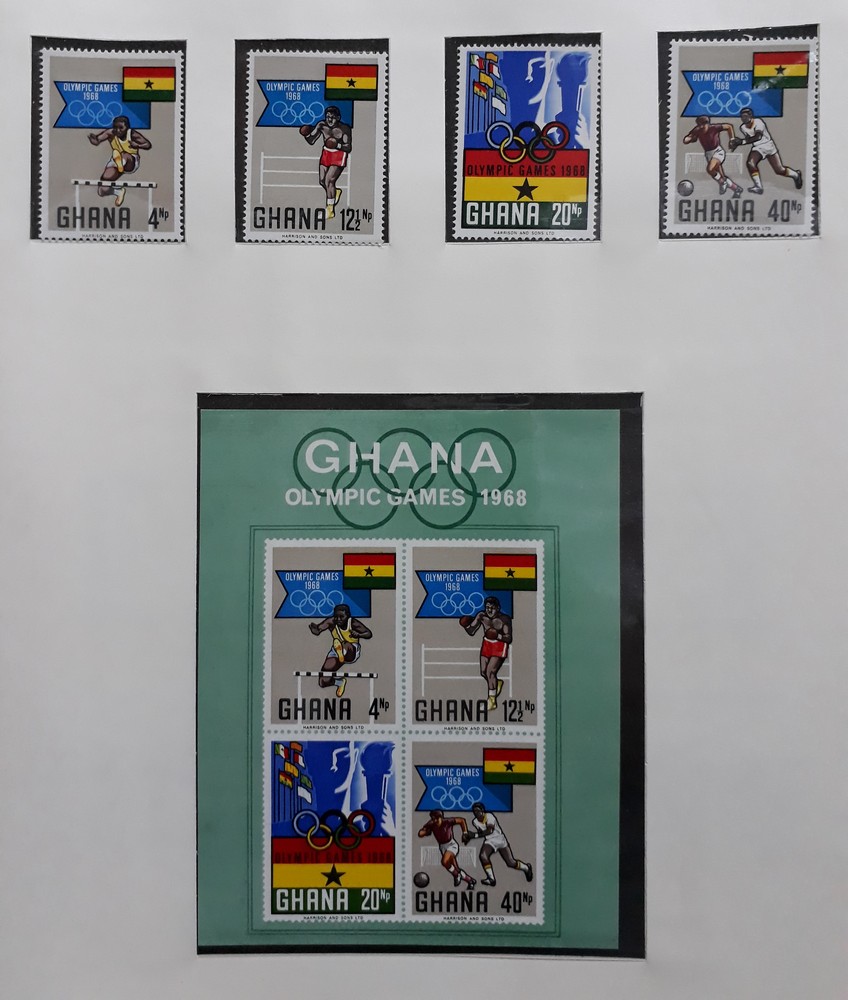 OLYMPIC GAMES
1968
GHANA 4NP
HARRISON AND SONS LTD
OLYMPIC GAMES
1968
GHANA 12½NP
HARRISON AND SONS LTD
OLYMPIC GAMES 1968
GHANA 20NP
HARRISON AND SONS LTD
OLYMPIC GAMES
1968
GHANA 40NP
HARRISON AND SONS LTD
GHANA
OLYMPIC GAMES 1968
OLYMPIC GAMES
1968
GHANA 4NP
HARRISON AND SONS LTD
OLYMPIC GAMES
1968
GHANA 12½NP
HARRISON AND SONS LTD
OLYMPIC GAMES 1968
GHANA 20NP
HARRISON AND SONS LTD
OLYMPIC GAMES
1968
GHANA 40NP
HARRISON AND SONS LTD